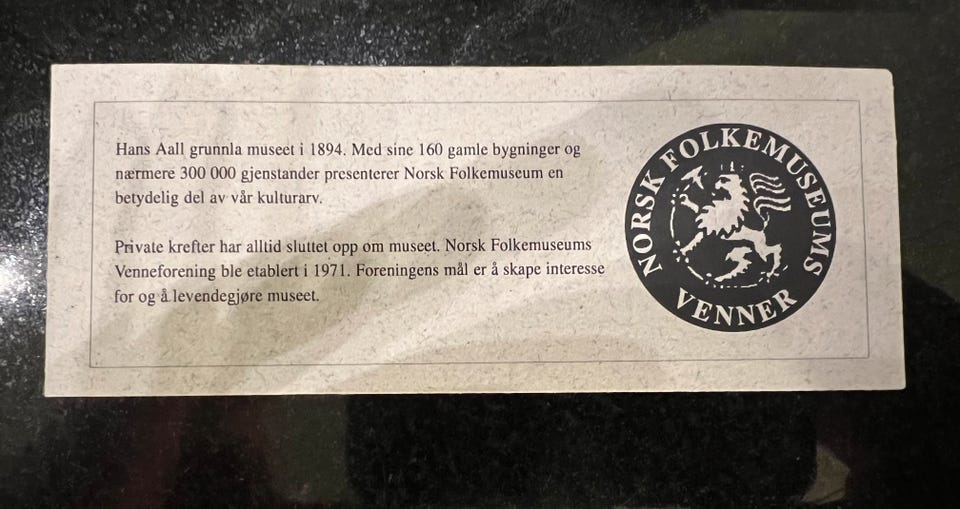 Hans Aall grunnla museet i 1894. Med sine 160 gamle bygninger og
nærmere 300 000 gjenstander presenterer Norsk Folkemuseum en
betydelig del av vår kulturarv.
Private krefter har alltid sluttet opp om museet. Norsk Folkemuseums
Venneforening ble etablert i 1971. Foreningens mål er å skape interesse
for og å levendegjøre museet.
NORSK FOLKEMUSEUMS
VENNER